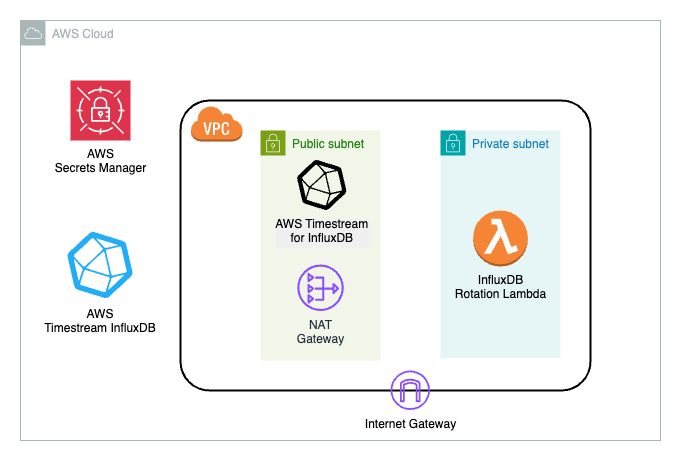 AWS Cloud
AWS
Secrets Manager
VPC
Public subnet
Private subnet
AWS Timestream
for InfluxDB
AWS
Timestream InfluxDB
InfluxDB
Rotation Lambda
NAT
Gateway
Internet Gateway